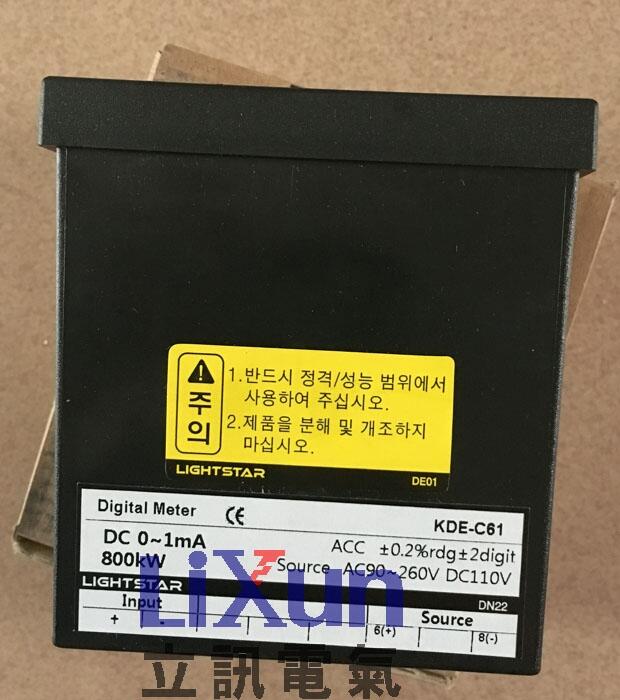 주의
1.반드시 정격/성능 범위에서
사용하여 주십시오.
2.제품을 분해 및 개조하지
마십시오.
LIGHTSTAR DE01
Digital Meter CE KDE-C61
DC 0~1mA ACC ±0.2%rdg±2digit
800kW Source AC90~260V DC110V
LIGHTSTAR DN22
Input Source
+ - 6(+) 8(-)
LiXun
立訊電氣